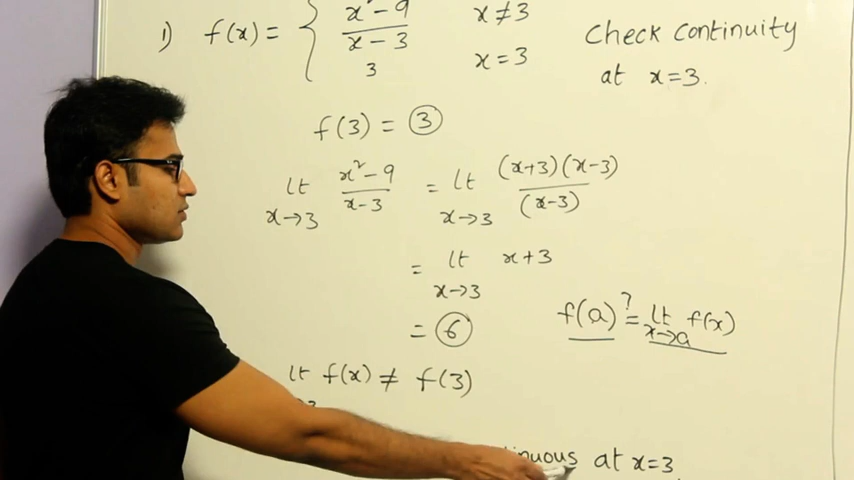 1) f(x) = { x²-9 / x-3   x≠3
3   x=3
Check continuity
at x=3.
f(3) = 3
lt x→3 x²-9 / x-3 = lt x→3 (x+3)(x-3) / (x-3)
= lt x→3 x+3
= 6
f(a) ?= lt x→a f(x)
lt f(x) ≠ f(3)
at x=3